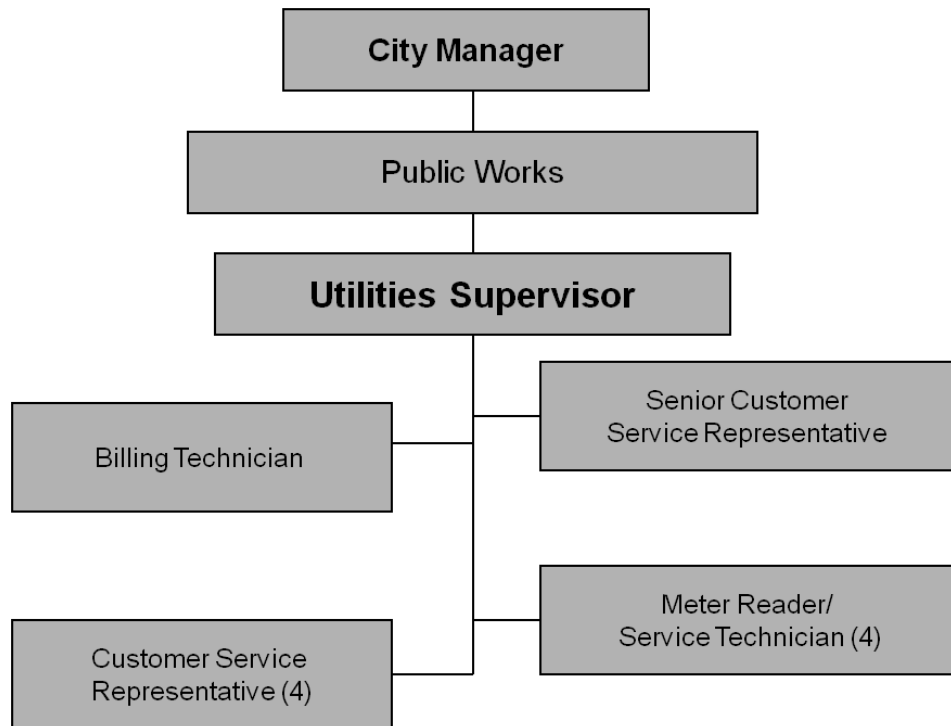 City Manager
Public Works
Utilities Supervisor
Senior Customer
Service Representative
Billing Technician
Meter Reader/
Service Technician (4)
Customer Service
Representative (4)